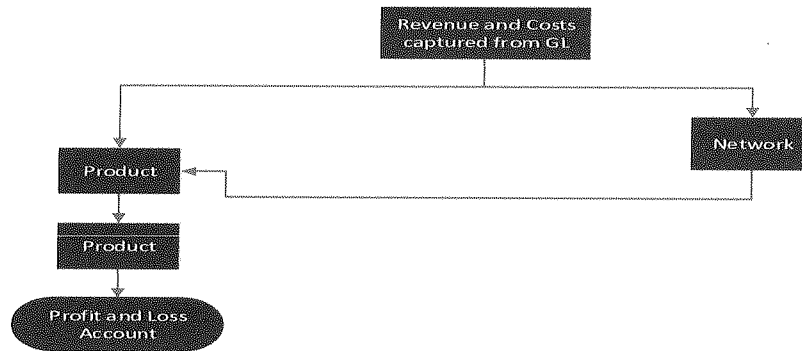 Revenue and Costs
captured from GL
Product
Network
Product
Profit and Loss
Account